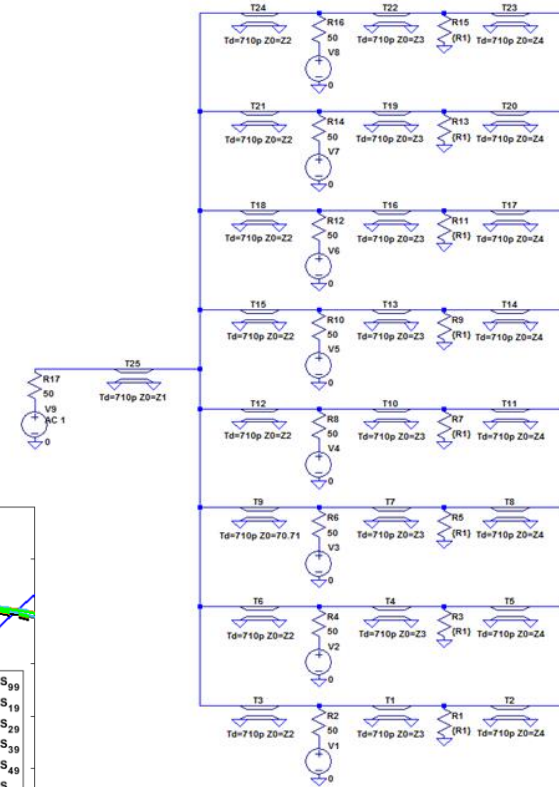 T24 T22 T23
R16 R15
50 {R1}
Td=710p Z0=Z2 Td=710p Z0=Z3 Td=710p Z0=Z4
V8
0
T21 T19 T20
R14 R13
50 {R1}
Td=710p Z0=Z2 Td=710p Z0=Z3 Td=710p Z0=Z4
V7
0
T18 T16 T17
R12 R11
50 {R1}
Td=710p Z0=Z2 Td=710p Z0=Z3 Td=710p Z0=Z4
V6
0
T15 T13 T14
R10 R9
50 {R1}
Td=710p Z0=Z2 Td=710p Z0=Z3 Td=710p Z0=Z4
V5
0
T25
R17
50
Td=710p Z0=Z1
V9
AC 1
0
T12 T10 T11
R8 R7
50 {R1}
Td=710p Z0=Z2 Td=710p Z0=Z3 Td=710p Z0=Z4
V4
0
T9 T7 T8
R6 R5
50 {R1}
Td=710p Z0=70.71 Td=710p Z0=Z3 Td=710p Z0=Z4
V3
0
T6 T4 T5
R4 R3
50 {R1}
Td=710p Z0=Z2 Td=710p Z0=Z3 Td=710p Z0=Z4
V2
0
T3 T1 T2
R2 R1
50 {R1}
Td=710p Z0=Z2 Td=710p Z0=Z3 Td=710p Z0=Z4
V1
0
S99
S19
S29
S39
S49